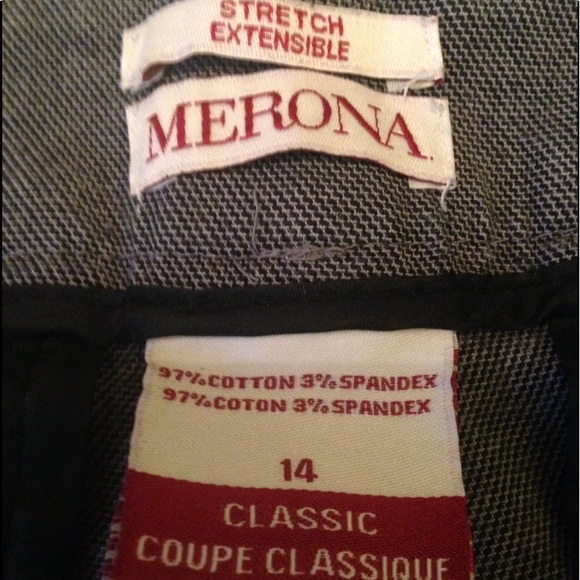 STRETCH
EXTENSIBLE
MERONA.
97% COTTON 3% SPANDEX
97% COTON 3% SPANDEX
14
CLASSIC
COUPE CLASSIQUE